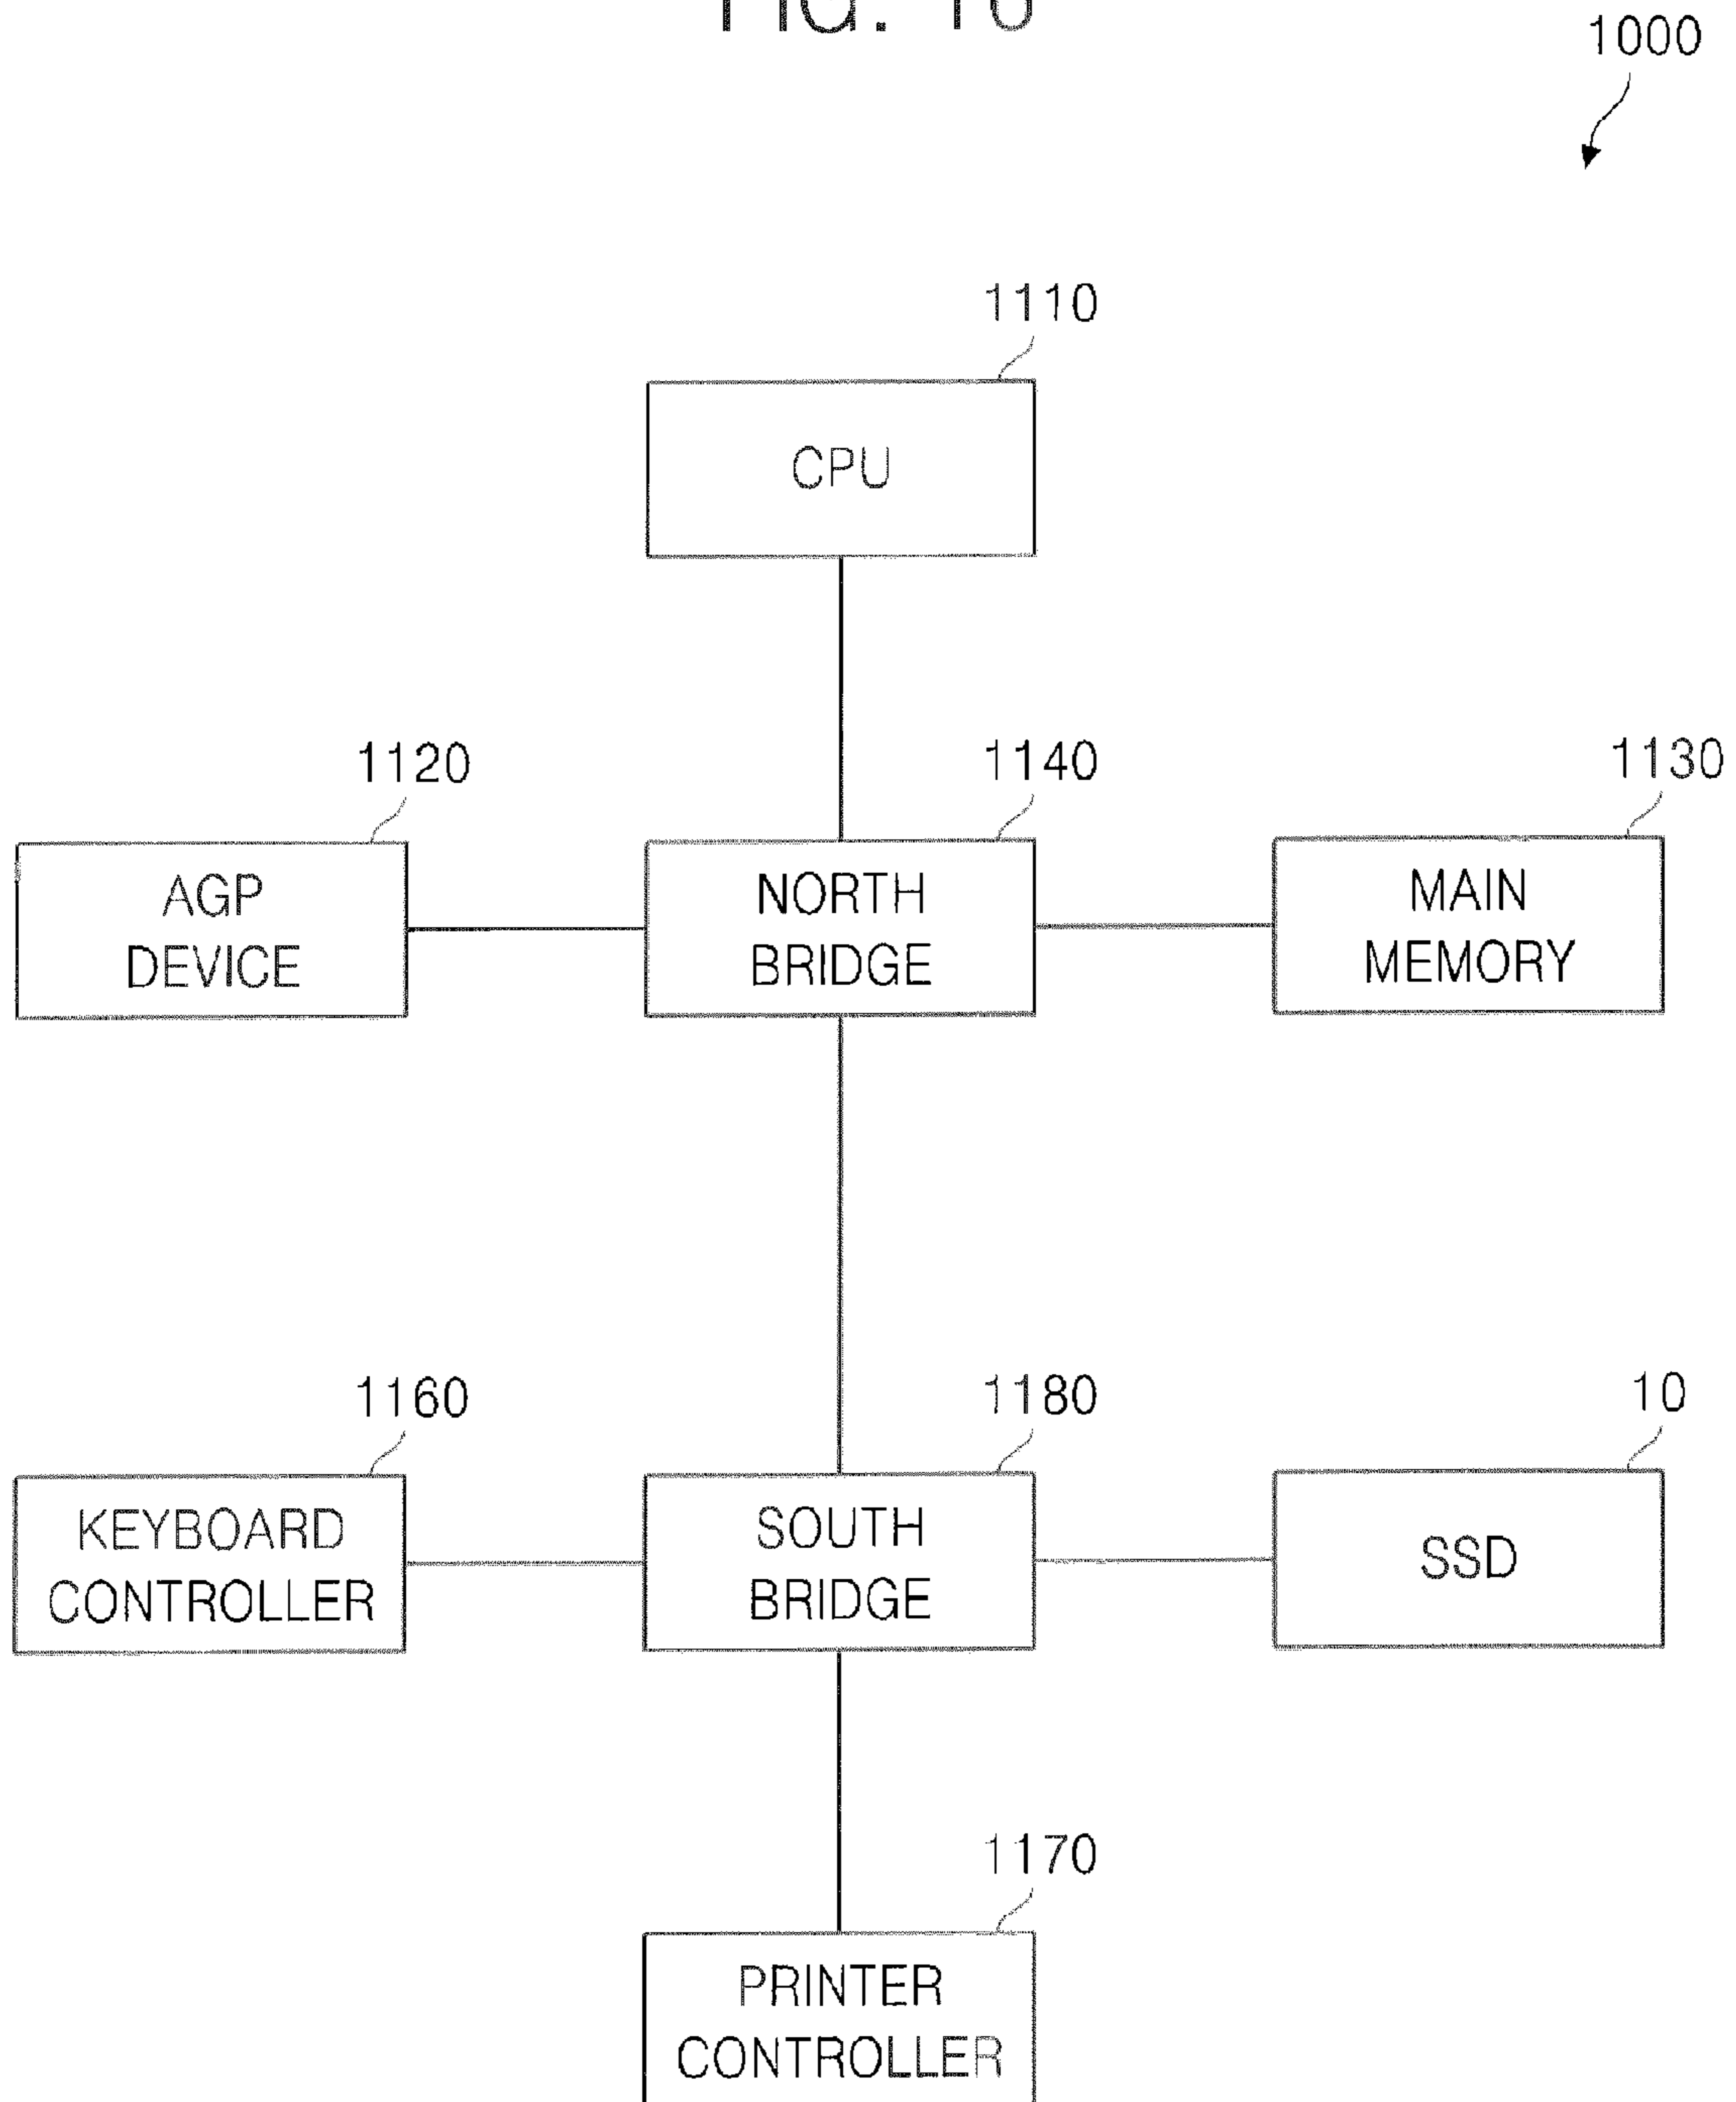 1000
1110
CPU
1120
1140
1130
AGP
DEVICE
NORTH
BRIDGE
MAIN
MEMORY
1160
1180
10
KEYBOARD
CONTROLLER
SOUTH
BRIDGE
SSD
1170
PRINTER
CONTROLLER